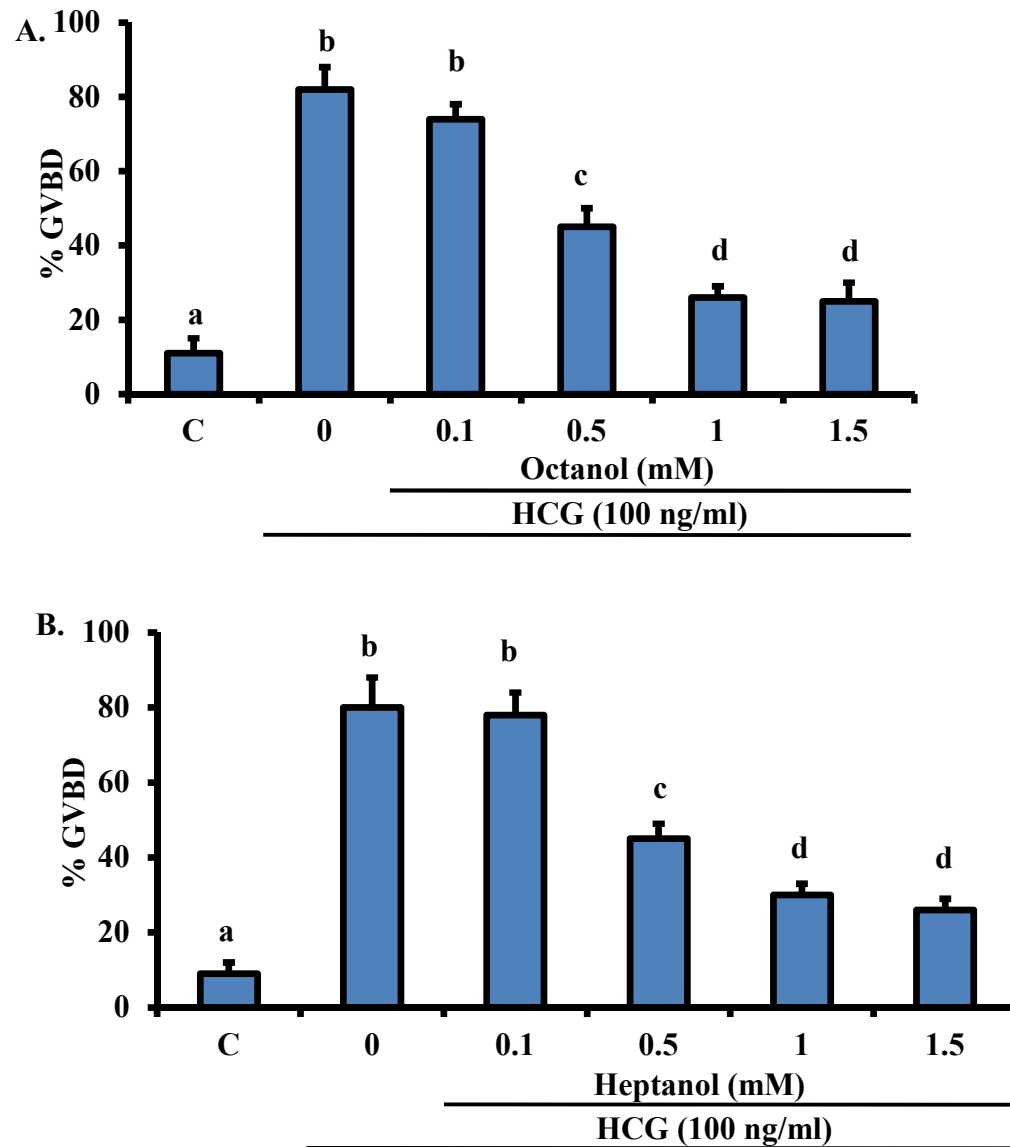 A.
% GVBD
100
80
60
40
20
0
a
b
b
c
d
d
C 0 0.1 0.5 1 1.5
Octanol (mM)
HCG (100 ng/ml)
B.
% GVBD
100
80
60
40
20
0
a
b
b
c
d
d
C 0 0.1 0.5 1 1.5
Heptanol (mM)
HCG (100 ng/ml)